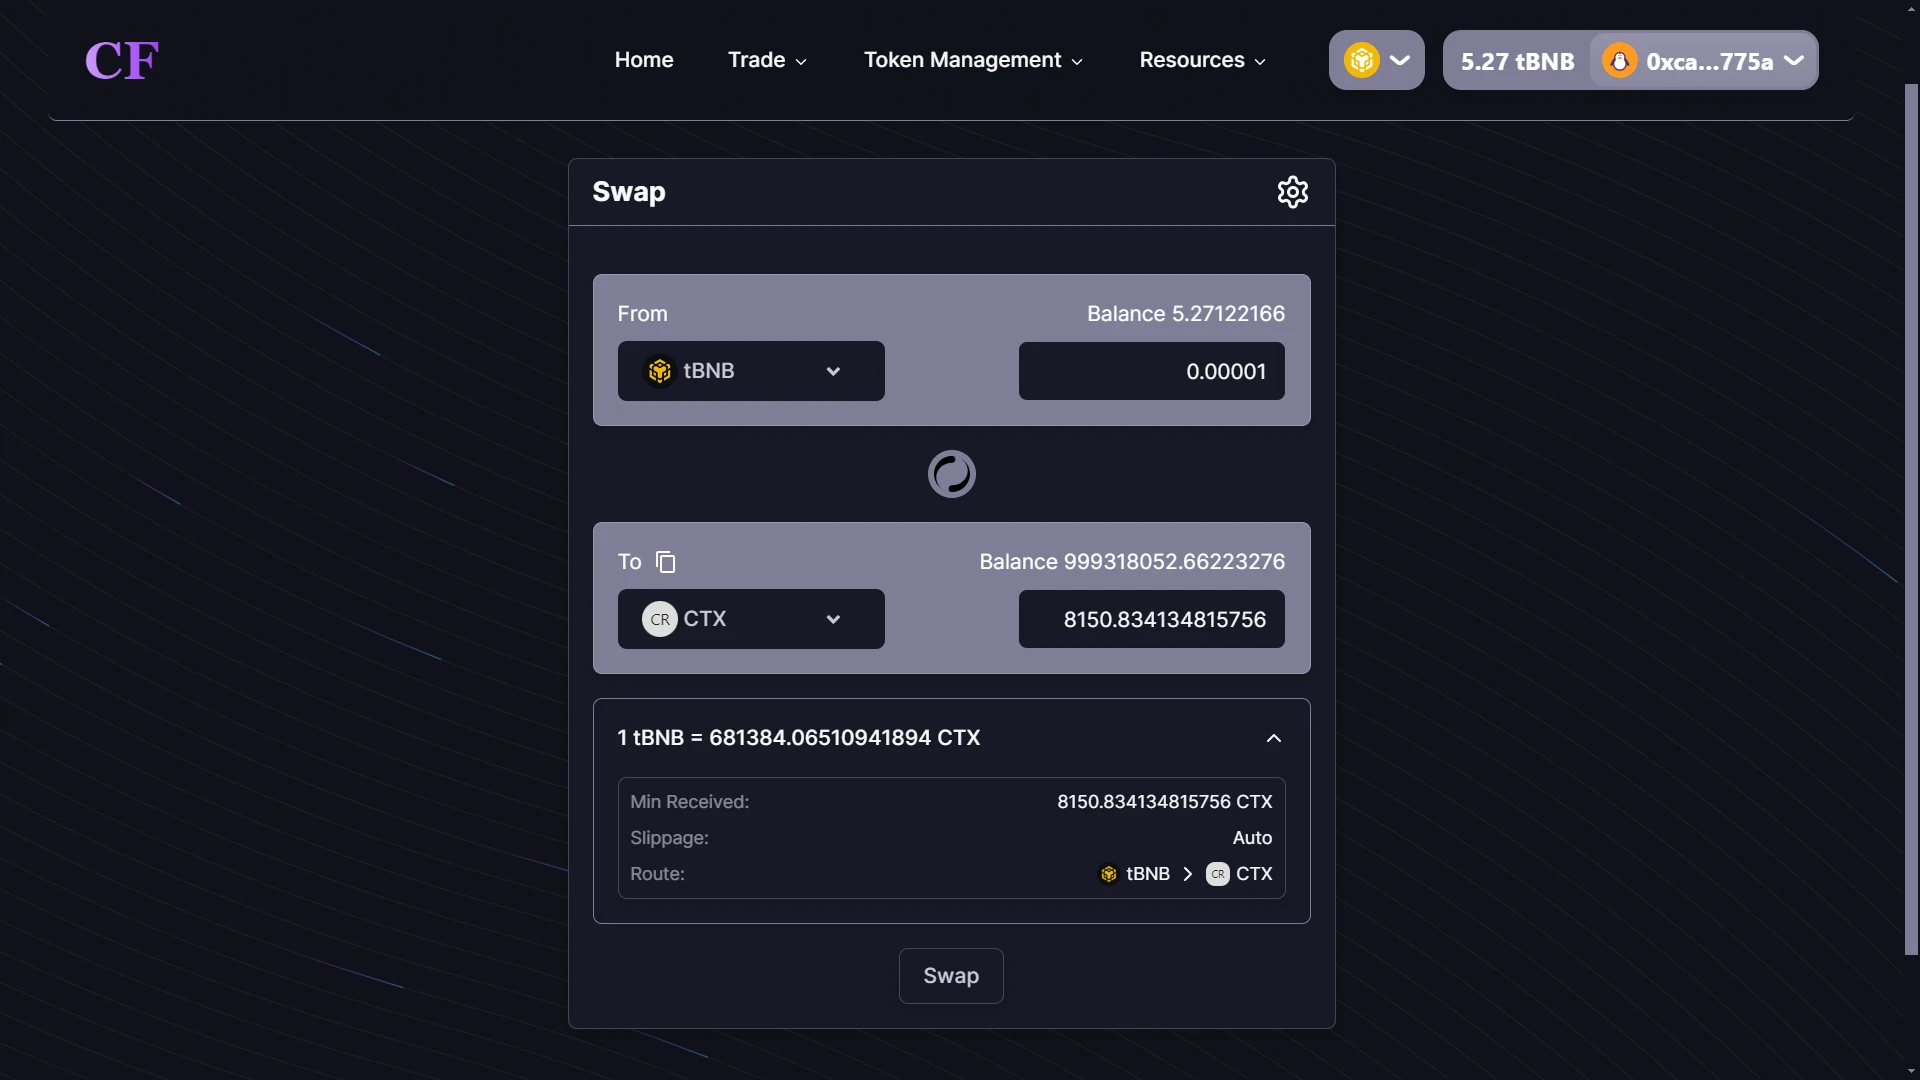 CF
Home
Trade
Token Management
Resources
5.27 tBNB
0xca...775a
Swap
From
Balance 5.27122166
tBNB
0.00001
To
Balance 999318052.66223276
CR CTX
8150.834134815756
1 tBNB = 681384.06510941894 CTX
Min Received:
8150.834134815756 CTX
Slippage:
Auto
Route:
tBNB
CR CTX
Swap